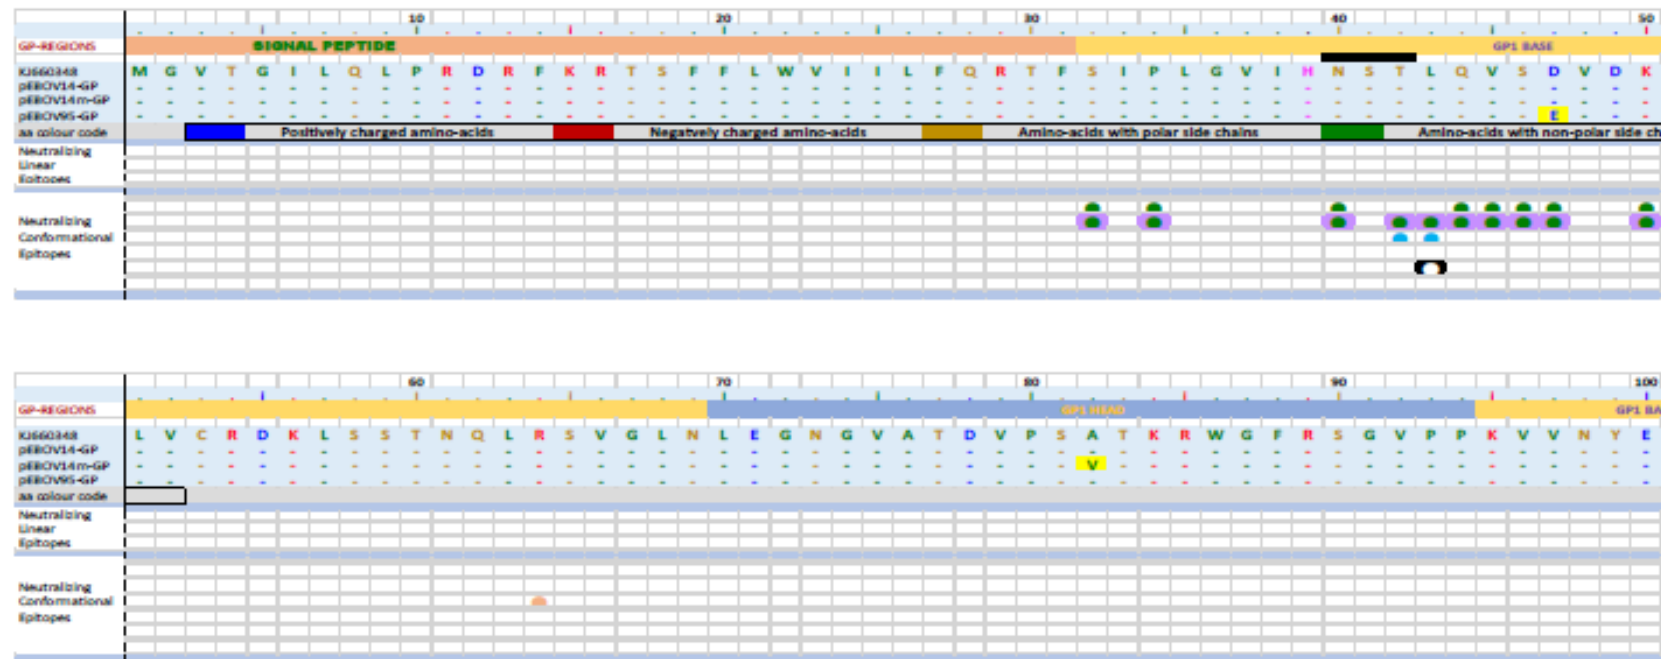 10 20 30 40 50
GP-REGIONS SIGNAL PEPTIDE GP1 BASE
KJ660348 M G V T G I L Q L P R D R F K R T S F F L W V I I L F Q R T F S I P L G V I H N S T L Q V S D V D K
pEBOV14-GP - - - - - - - - - - - - - - - - - - - - - - - - - - - - - - - - - - - - - - - - - - - - - - - - - -
pEBOV14m-GP - - - - - - - - - - - - - - - - - - - - - - - - - - - - - - - - - - - - - - - - - - - - - - - - - -
pEBOV95-GP - - - - - - - - - - - - - - - - - - - - - - - - - - - - - - - - - - - - - - - - - - - - - - E - - -
aa colour code Positively charged amino-acids Negatvely charged amino-acids Amino-acids with polar side chains Amino-acids with non-polar side ch
Neutralizing
Linear
Epitopes
Neutralizing
Conformational
Epitopes
60 70 80 90 100
GP-REGIONS GP1 HEAD GP1 BA
KJ660348 L V C R D K L S S T N Q L R S V G L N L E G N G V A T D V P S A T K R W G F R S G V P P K V V N Y E
pEBOV14-GP - - - - - - - - - - - - - - - - - - - - - - - - - - - - - - - - - - - - - - - - - - - - - - - - - -
pEBOV14m-GP - - - - - - - - - - - - - - - - - - - - - - - - - - - - - - - V - - - - - - - - - - - - - - - - - -
pEBOV95-GP - - - - - - - - - - - - - - - - - - - - - - - - - - - - - - - - - - - - - - - - - - - - - - - - - -
aa colour code
Neutralizing
Linear
Epitopes
Neutralizing
Conformational
Epitopes